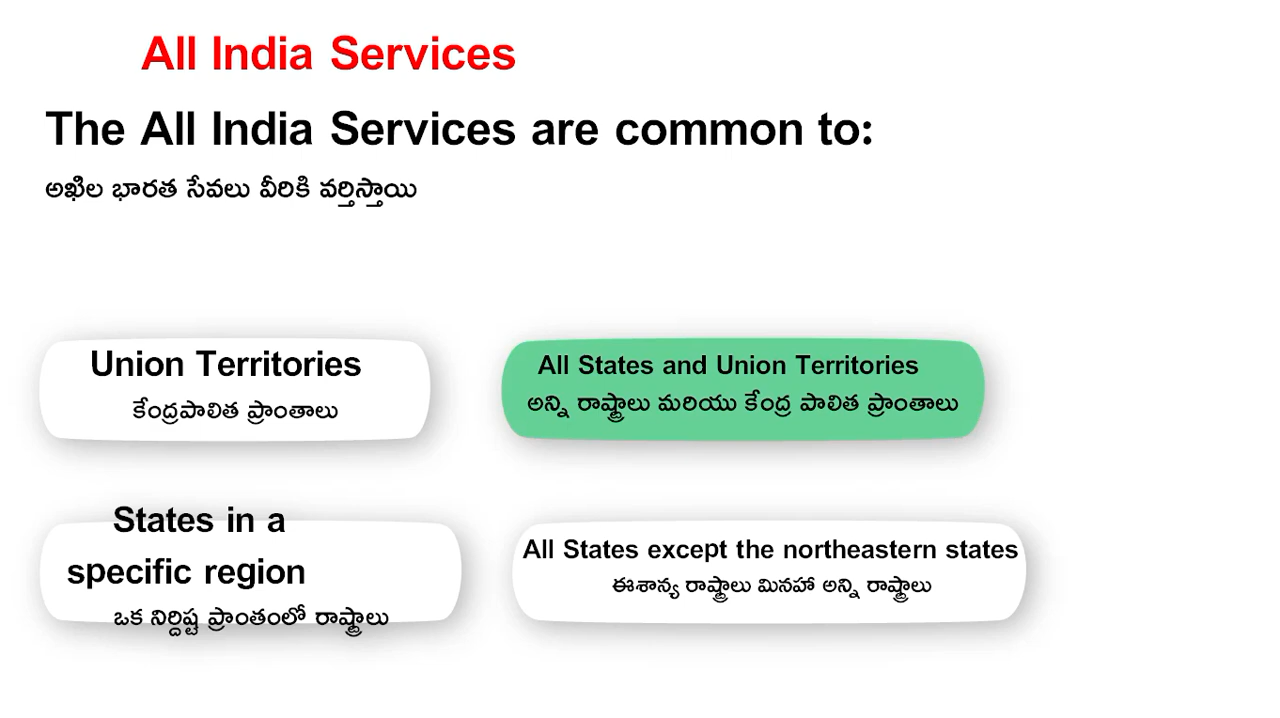 All India Services
The All India Services are common to:
అఖిల భారత సేవలు వీరికి వర్తిస్తాయి
Union Territories
కేంద్రపాలిత ప్రాంతాలు
All States and Union Territories
అన్ని రాష్ట్రాలు మరియు కేంద్ర పాలిత ప్రాంతాలు
States in a
specific region
ఒక నిర్దిష్ట ప్రాంతంలో రాష్ట్రాలు
All States except the northeastern states
ఈశాన్య రాష్ట్రాలు మినహా అన్ని రాష్ట్రాలు